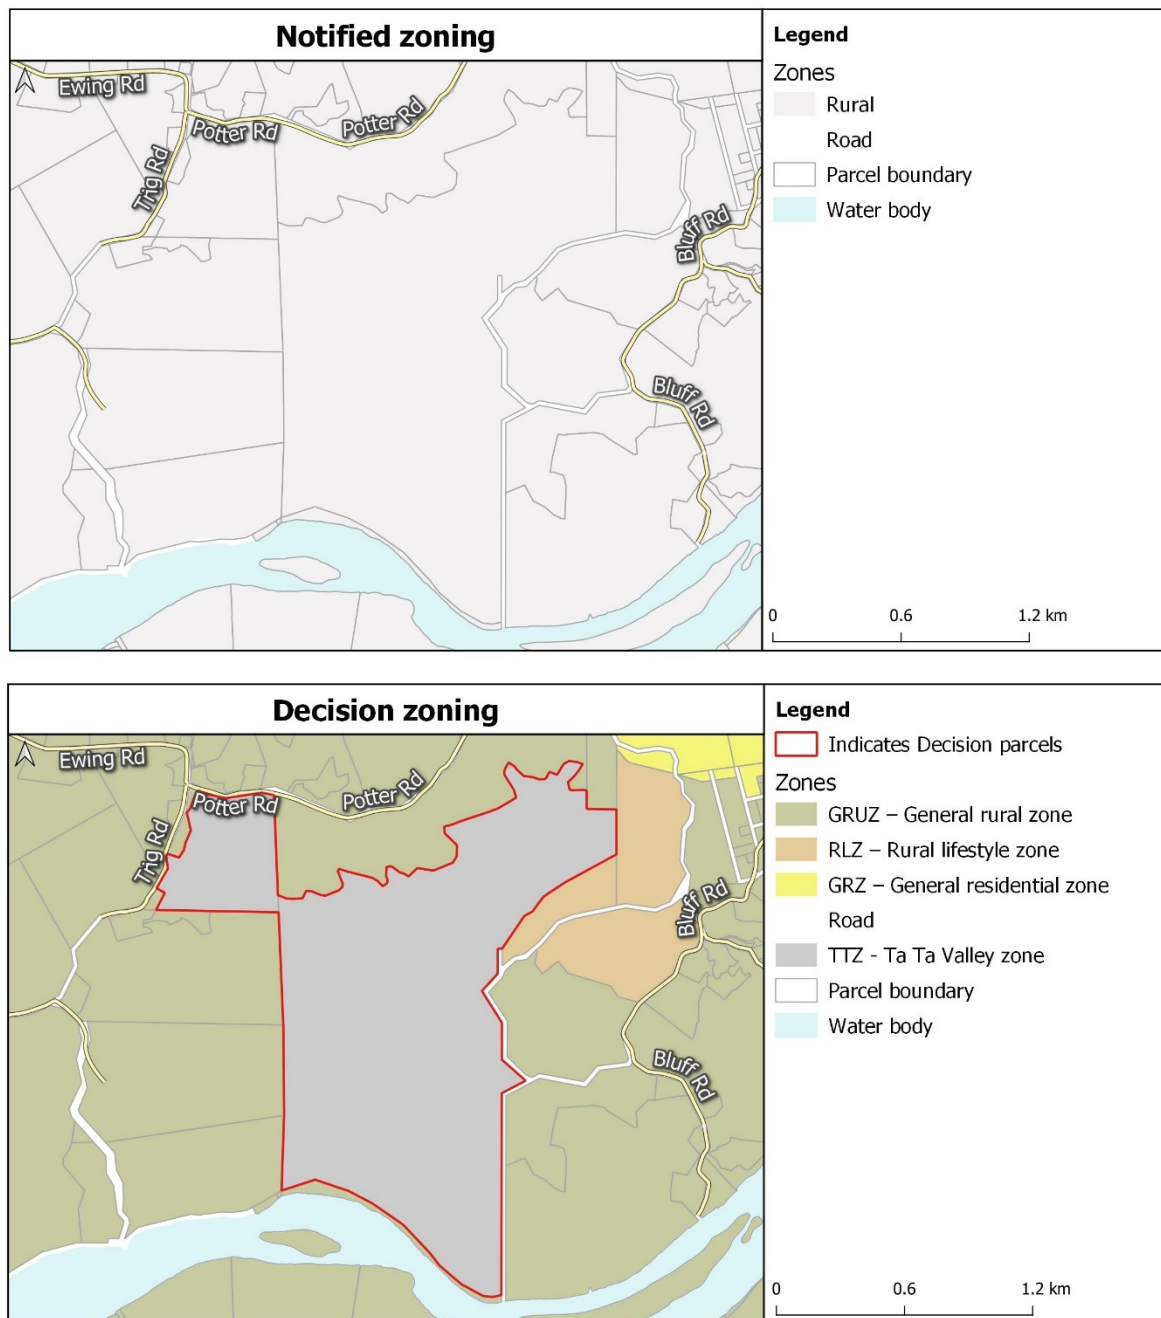 Notified zoning
Ewing Rd
Potter Rd
Potter Rd
Trig Rd
Bluff Rd
Bluff Rd
Legend
Zones
Rural
Road
Parcel boundary
Water body
0 0.6 1.2 km
Decision zoning
Ewing Rd
Potter Rd
Potter Rd
Trig Rd
Bluff Rd
Bluff Rd
Legend
Indicates Decision parcels
Zones
GRUZ – General rural zone
RLZ – Rural lifestyle zone
GRZ – General residential zone
Road
TTZ - Ta Ta Valley zone
Parcel boundary
Water body
0 0.6 1.2 km